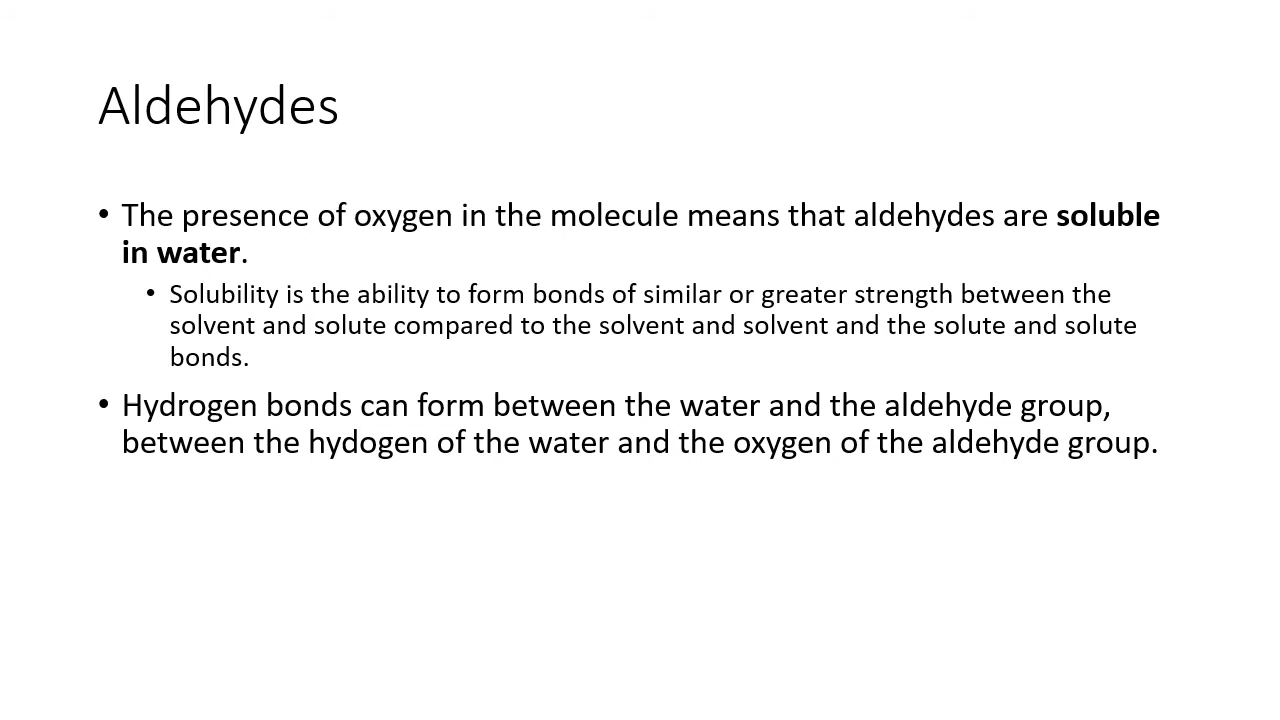 Aldehydes
• The presence of oxygen in the molecule means that aldehydes are soluble
in water.
• Solubility is the ability to form bonds of similar or greater strength between the
solvent and solute compared to the solvent and solvent and the solute and solute
bonds.
• Hydrogen bonds can form between the water and the aldehyde group,
between the hydogen of the water and the oxygen of the aldehyde group.